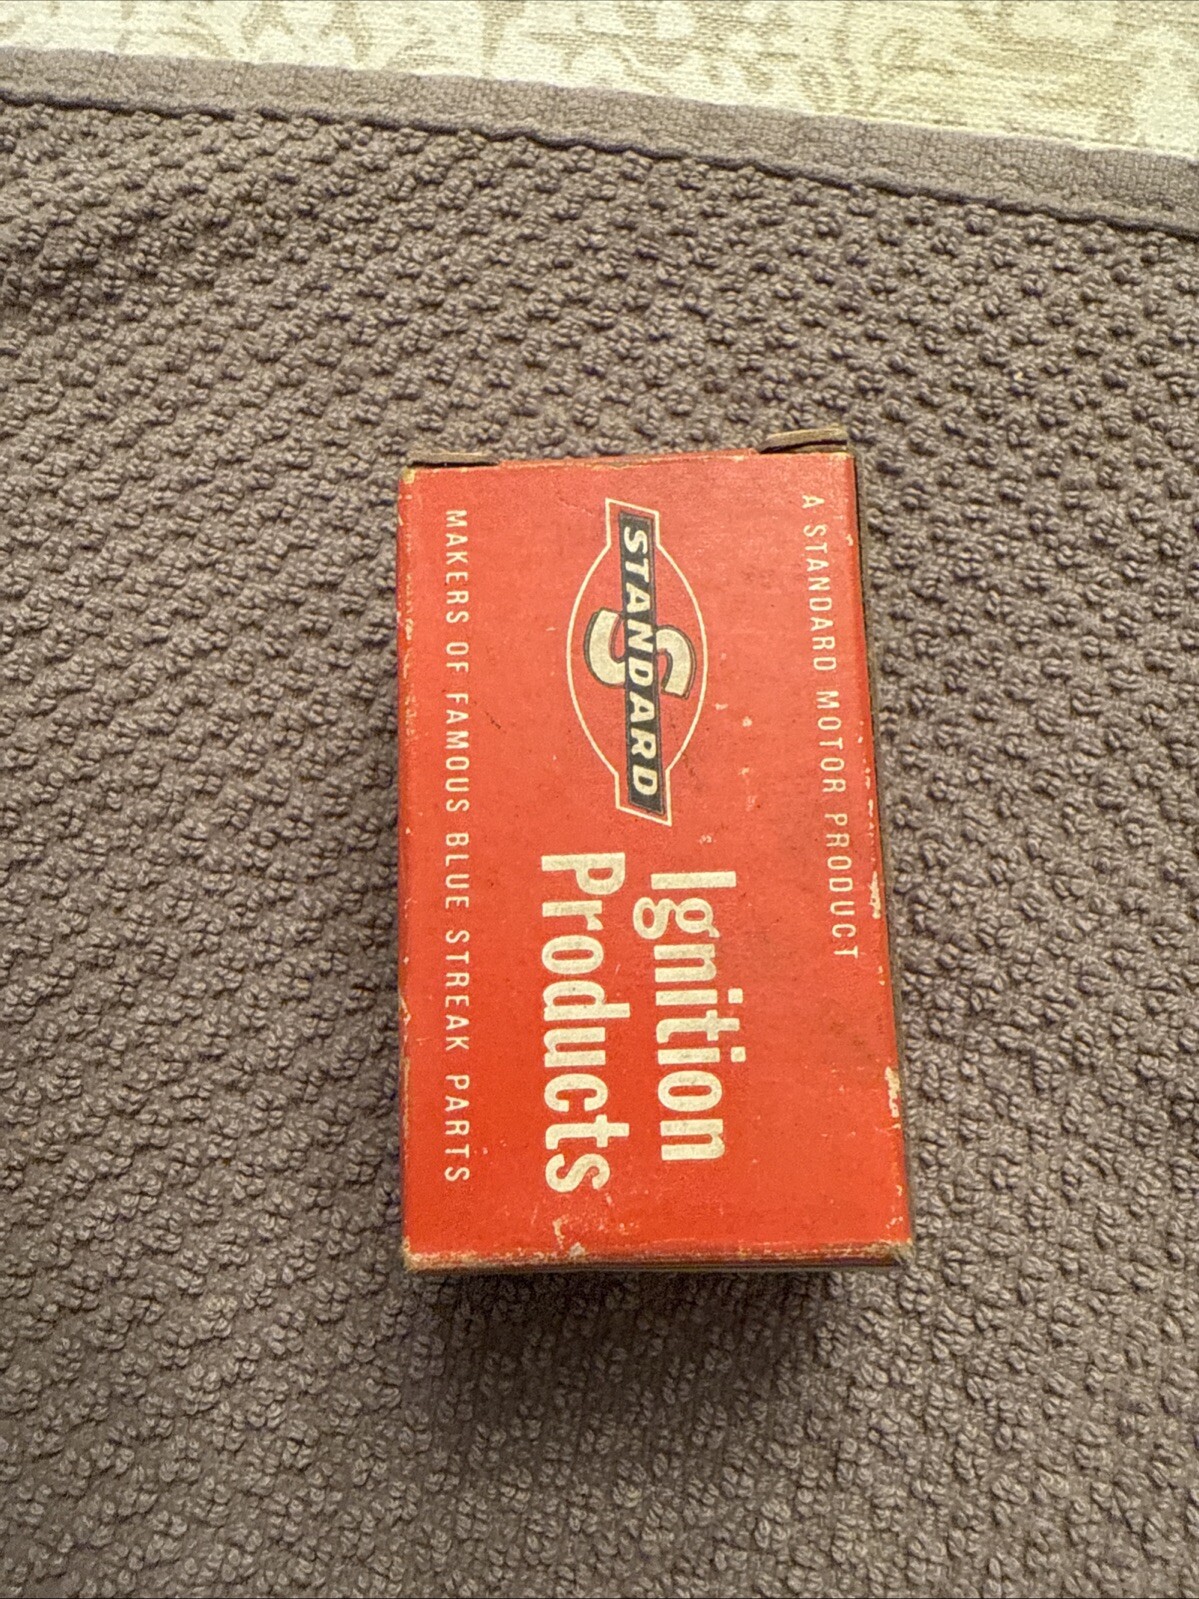 A STANDARD MOTOR PRODUCT
S
STANDARD
Ignition
Products
MAKERS OF FAMOUS BLUE STREAK PARTS